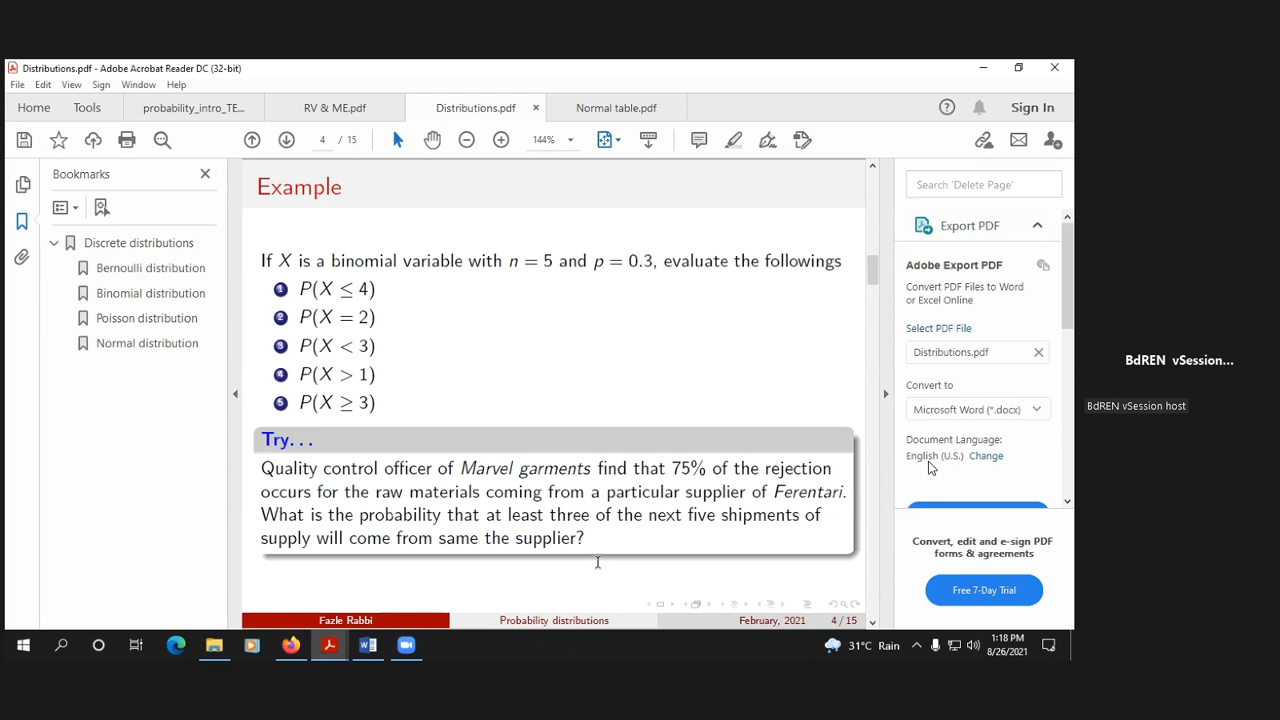 Distributions.pdf - Adobe Acrobat Reader DC (32-bit)
File Edit View Sign Window Help
Home Tools probability_intro_TE... RV & ME.pdf Distributions.pdf × Normal table.pdf Sign In
4 / 15 144%
Bookmarks
Discrete distributions
Bernoulli distribution
Binomial distribution
Poisson distribution
Normal distribution
Example
If X is a binomial variable with n = 5 and p = 0.3, evaluate the followings
1 P(X ≤ 4)
2 P(X = 2)
3 P(X < 3)
4 P(X > 1)
5 P(X ≥ 3)
Try...
Quality control officer of Marvel garments find that 75% of the rejection
occurs for the raw materials coming from a particular supplier of Ferentari.
What is the probability that at least three of the next five shipments of
supply will come from same the supplier?
Fazle Rabbi Probability distributions February, 2021 4 / 15
Search 'Delete Page'
Export PDF
Adobe Export PDF
Convert PDF Files to Word
or Excel Online
Select PDF File
Distributions.pdf
Convert to
Microsoft Word (*.docx)
Document Language:
English (U.S.) Change
Convert, edit and e-sign PDF
forms & agreements
Free 7-Day Trial
31°C Rain
1:18 PM
8/26/2021
BdREN vSession...
BdREN vSession host